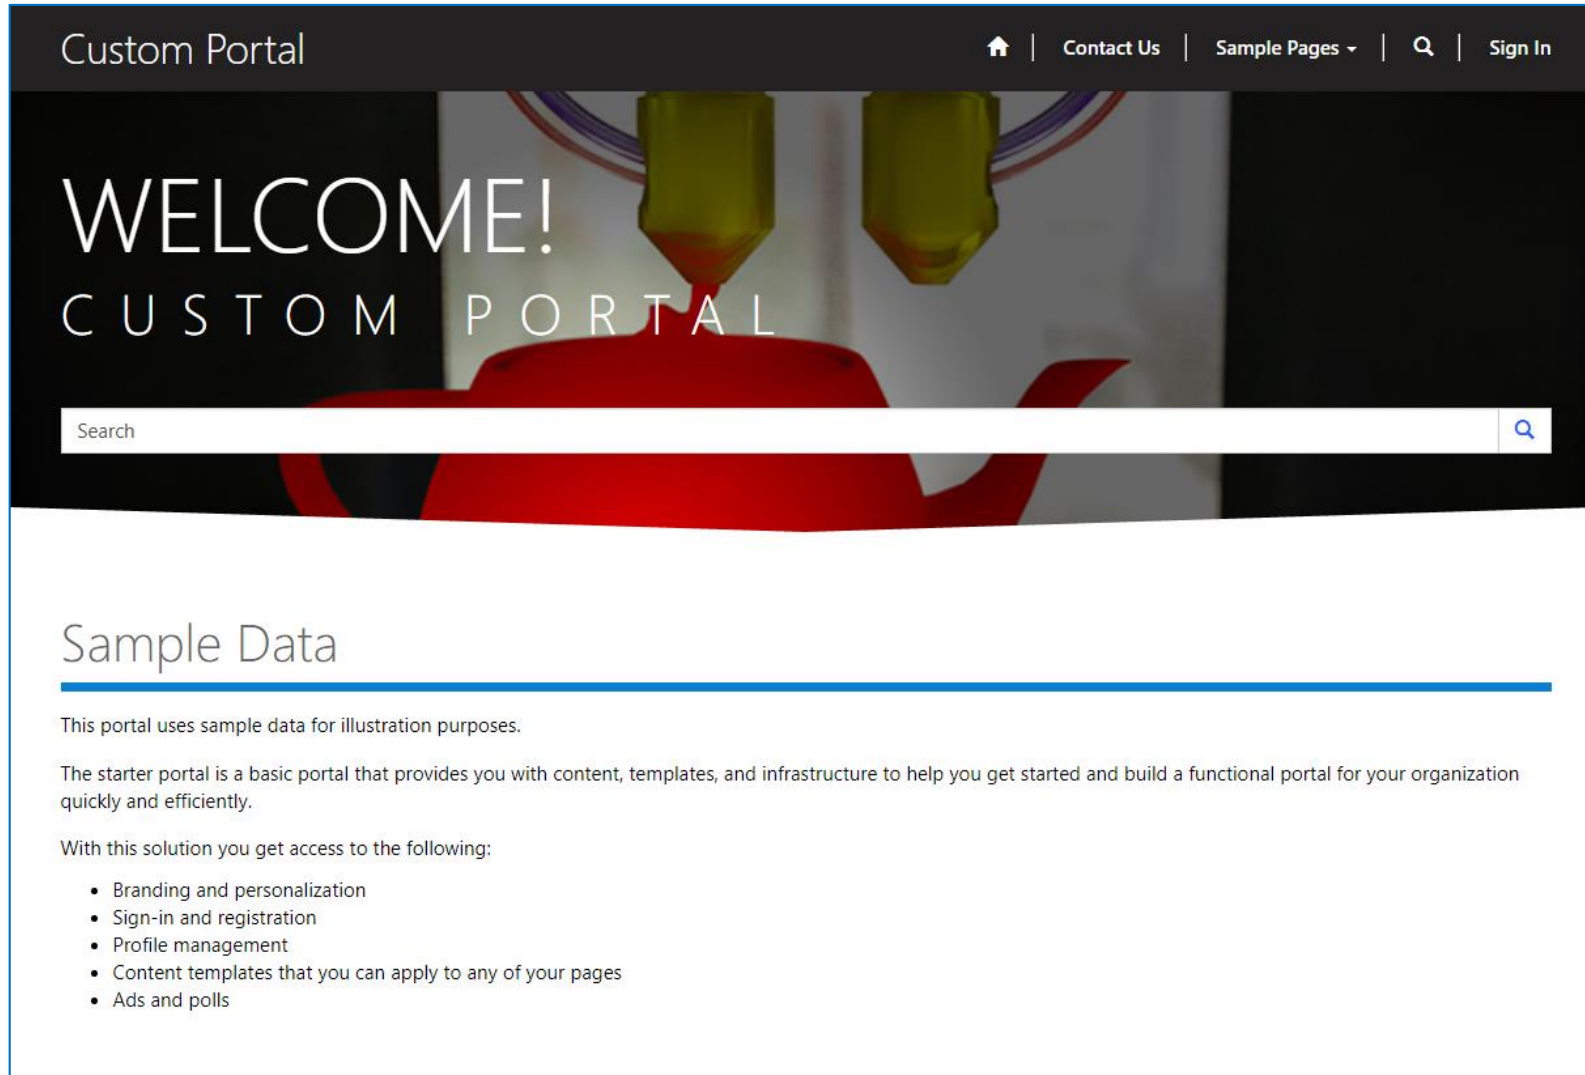 Custom Portal
Contact Us
Sample Pages
Sign In
WELCOME!
CUSTOM PORTAL
Search
Sample Data
This portal uses sample data for illustration purposes.
The starter portal is a basic portal that provides you with content, templates, and infrastructure to help you get started and build a functional portal for your organization
quickly and efficiently.
With this solution you get access to the following:
• Branding and personalization
• Sign-in and registration
• Profile management
• Content templates that you can apply to any of your pages
• Ads and polls